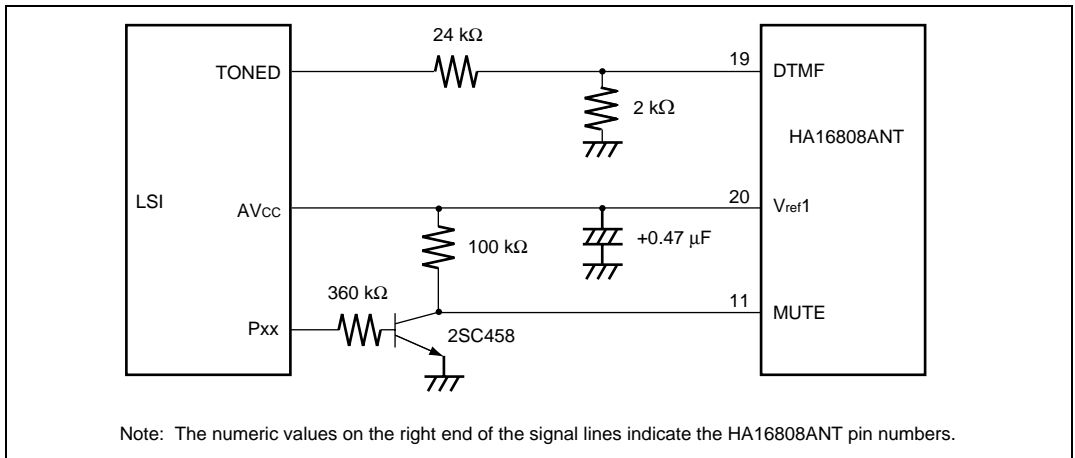 24 kΩ
TONED
19
DTMF
2 kΩ
HA16808ANT
LSI
AVCC
20
Vref1
+0.47 μF
100 kΩ
360 kΩ
11
MUTE
Pxx
2SC458
Note: The numeric values on the right end of the signal lines indicate the HA16808ANT pin numbers.